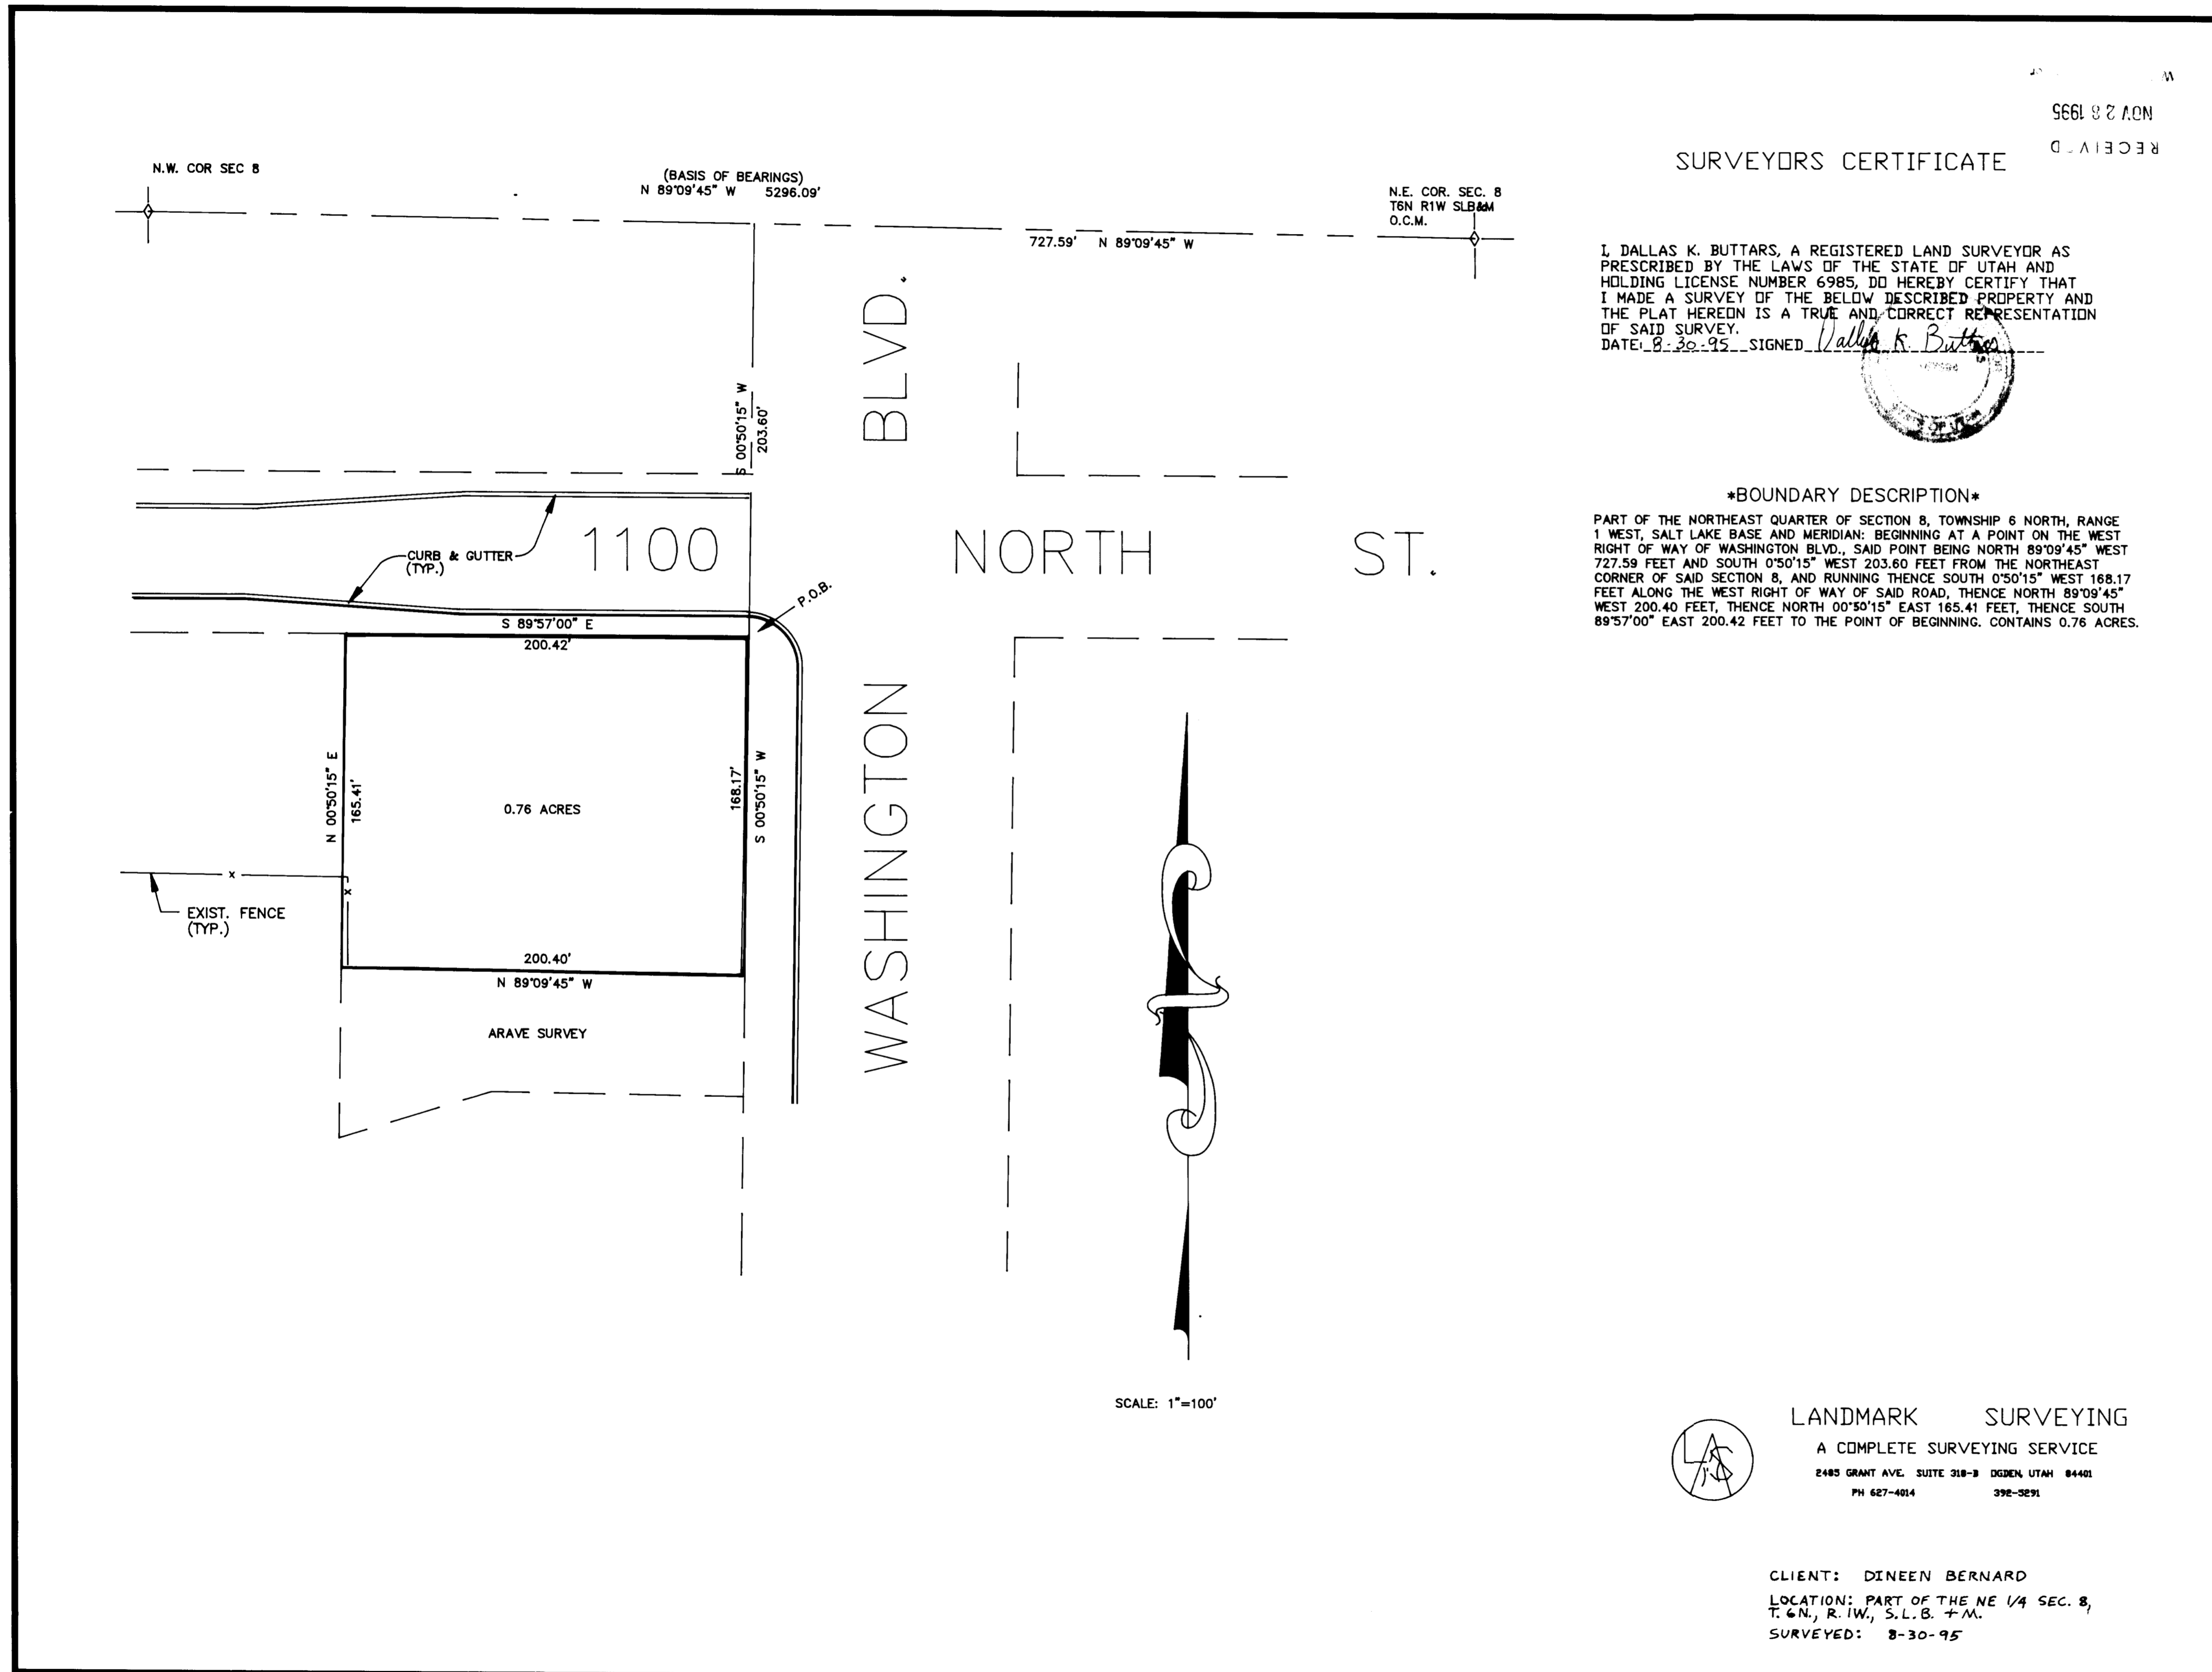 NOV 28 1995
N.W. COR SEC 8
(BASIS OF BEARINGS)
N 89°09'45" W 5296.09'
N.E. COR. SEC. 8
T6N R1W SLB&M
O.C.M.
727.59' N 89°09'45" W
S 00°50'15" W
203.60'
BLVD.
1100 NORTH ST.
CURB & GUTTER
(TYP.)
P.O.B.
S 89°57'00" E
200.42'
N 00°50'15" E
165.41'
0.76 ACRES
168.17'
S 00°50'15" W
WASHINGTON
x
x
EXIST. FENCE
(TYP.)
200.40'
N 89°09'45" W
ARAVE SURVEY
SCALE: 1"=100'
SURVEYORS CERTIFICATE
I, DALLAS K. BUTTARS, A REGISTERED LAND SURVEYOR AS
PRESCRIBED BY THE LAWS OF THE STATE OF UTAH AND
HOLDING LICENSE NUMBER 6985, DO HEREBY CERTIFY THAT
I MADE A SURVEY OF THE BELOW DESCRIBED PROPERTY AND
THE PLAT HEREON IS A TRUE AND CORRECT REPRESENTATION
OF SAID SURVEY.
DATE: 8-30-95 SIGNED Dallas K. Buttars
*BOUNDARY DESCRIPTION*
PART OF THE NORTHEAST QUARTER OF SECTION 8, TOWNSHIP 6 NORTH, RANGE
1 WEST, SALT LAKE BASE AND MERIDIAN: BEGINNING AT A POINT ON THE WEST
RIGHT OF WAY OF WASHINGTON BLVD., SAID POINT BEING NORTH 89°09'45" WEST
727.59 FEET AND SOUTH 0°50'15" WEST 203.60 FEET FROM THE NORTHEAST
CORNER OF SAID SECTION 8, AND RUNNING THENCE SOUTH 0°50'15" WEST 168.17
FEET ALONG THE WEST RIGHT OF WAY OF SAID ROAD, THENCE NORTH 89°09'45"
WEST 200.40 FEET, THENCE NORTH 00°50'15" EAST 165.41 FEET, THENCE SOUTH
89°57'00" EAST 200.42 FEET TO THE POINT OF BEGINNING. CONTAINS 0.76 ACRES.
LANDMARK SURVEYING
A COMPLETE SURVEYING SERVICE
2485 GRANT AVE. SUITE 318-B OGDEN, UTAH 84401
PH 627-4014 392-5291
CLIENT: DINEEN BERNARD
LOCATION: PART OF THE NE 1/4 SEC. 8,
T. 6N., R. 1W., S.L.B. + M.
SURVEYED: 8-30-95